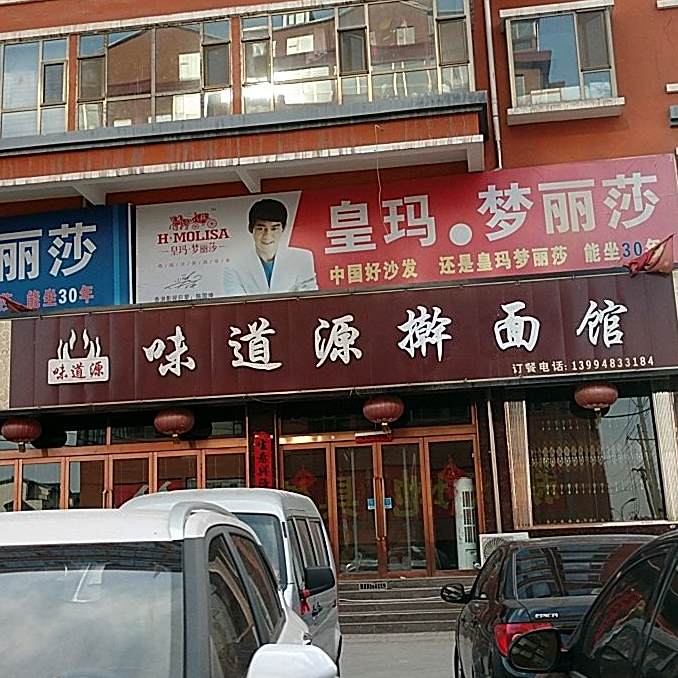 丽莎
能坐30年
H·MOLISA
皇玛·梦丽莎
皇玛·梦丽莎
中国好沙发 还是皇玛梦丽莎 能坐30年
味道源
味道源擀面馆
订餐电话: 13994833184